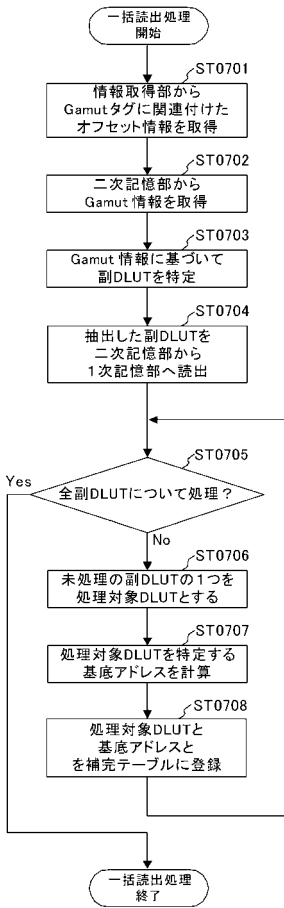 一括読出処理
開始
ST0701
情報取得部から
Gamutタグに関連付けた
オフセット情報を取得
ST0702
二次記憶部から
Gamut 情報を取得
ST0703
Gamut 情報に基づいて
副DLUTを特定
ST0704
抽出した副DLUTを
二次記憶部から
1次記憶部へ読出
ST0705
Yes
全副DLUTについて処理？
No
ST0706
未処理の副DLUTの1つを
処理対象DLUTとする
ST0707
処理対象DLUTを特定する
基底アドレスを計算
ST0708
処理対象DLUTと
基底アドレスと
を補完テーブルに登録
一括読出処理
終了